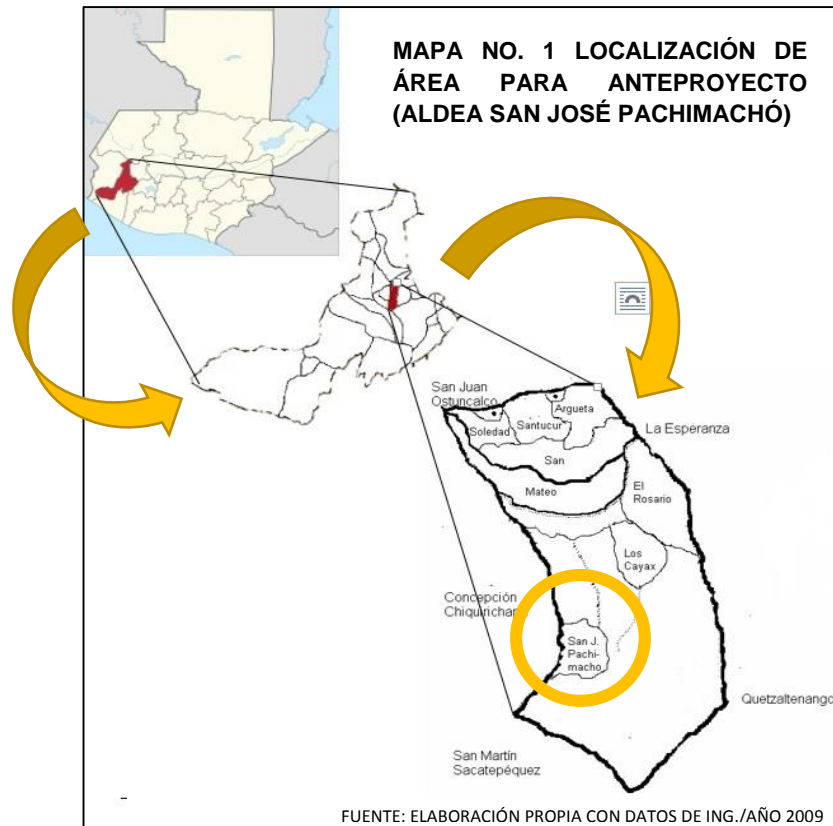 MAPA NO. 1 LOCALIZACIÓN DE
ÁREA PARA ANTEPROYECTO
(ALDEA SAN JOSÉ PACHIMACHÓ)
San Juan
Ostuncalco
Argueta
Soledad
Santucur
La Esperanza
San
Mateo
El
Rosario
Los
Cayax
Concepción
Chiquirichapa
San J.
Pachi-
macho
Quetzaltenango
San Martín
Sacatepéquez
FUENTE: ELABORACIÓN PROPIA CON DATOS DE ING./AÑO 2009